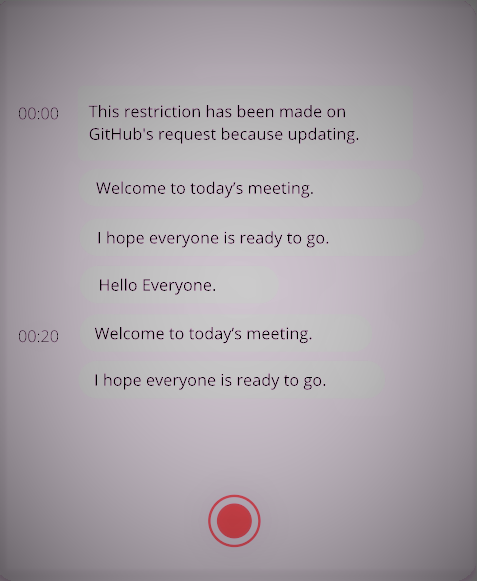 00:00
This restriction has been made on
GitHub's request because updating.
Welcome to today’s meeting.
I hope everyone is ready to go.
Hello Everyone.
00:20
Welcome to today’s meeting.
I hope everyone is ready to go.